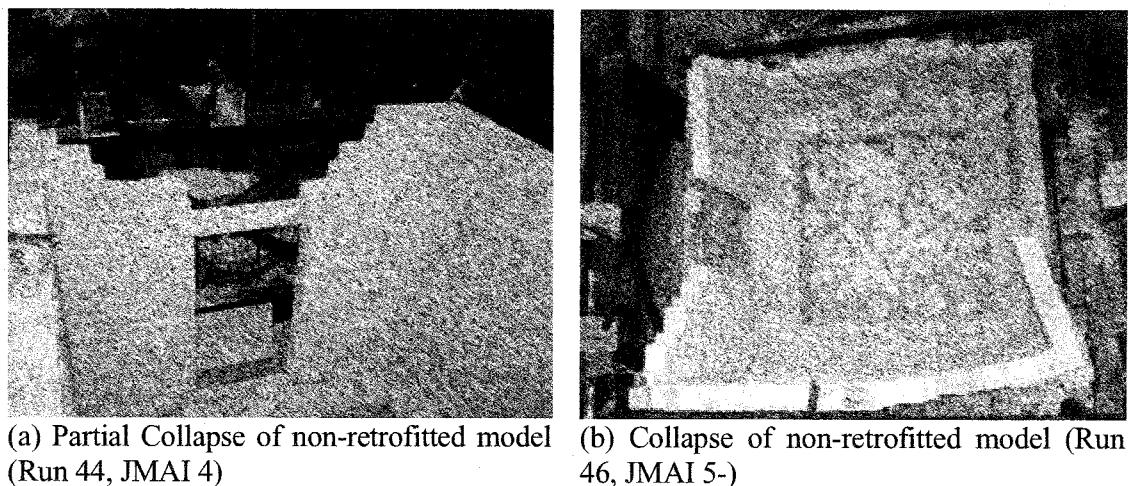 (a) Partial Collapse of non-retrofitted model
(Run 44, JMAI 4)
(b) Collapse of non-retrofitted model (Run
46, JMAI 5-)